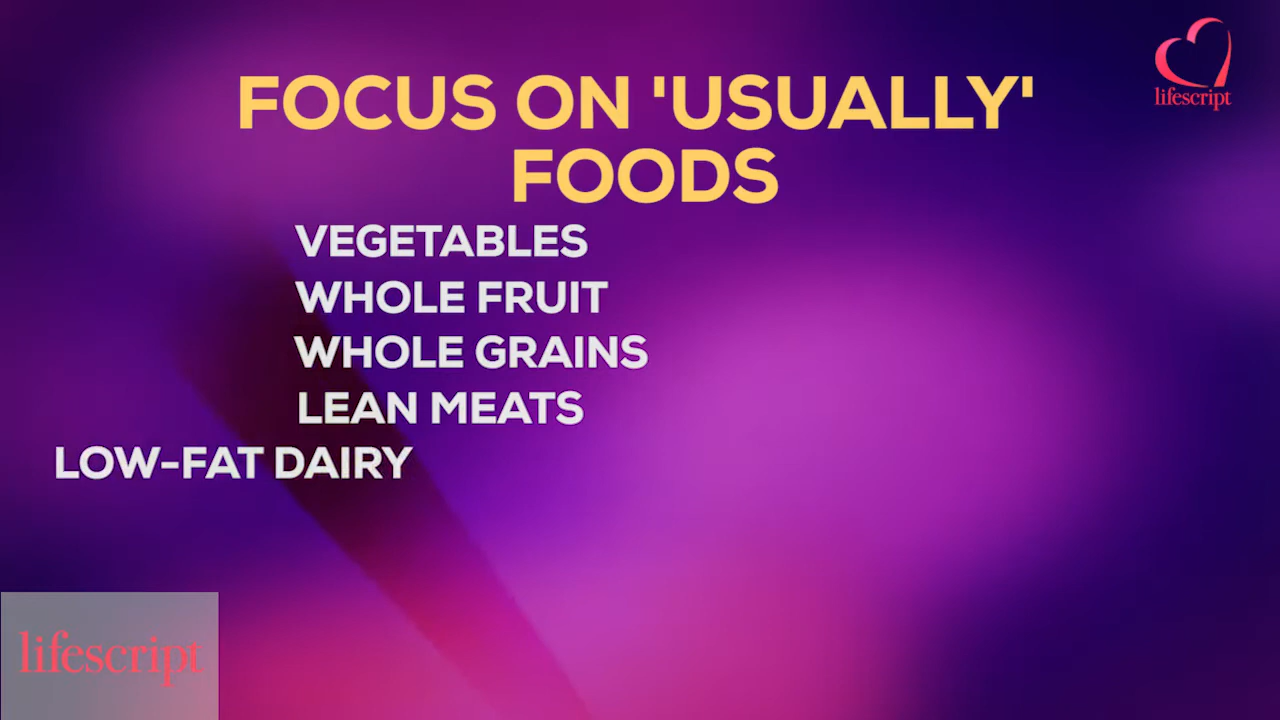 lifescript
FOCUS ON 'USUALLY'
FOODS
VEGETABLES
WHOLE FRUIT
WHOLE GRAINS
LEAN MEATS
LOW-FAT DAIRY
lifescript